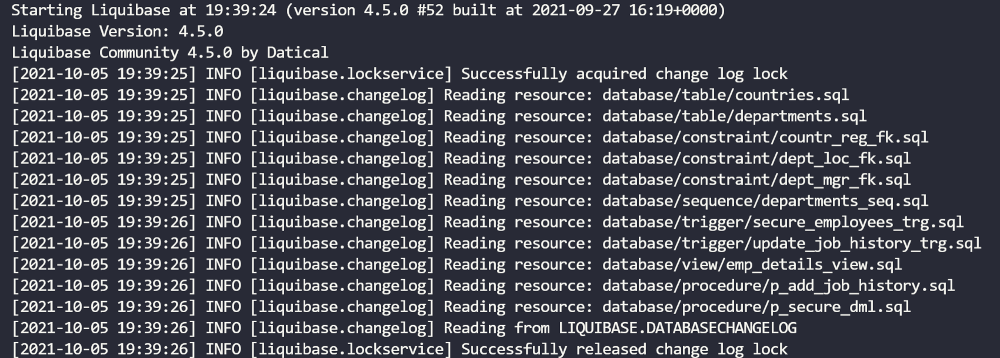 Starting Liquibase at 19:39:24 (version 4.5.0 #52 built at 2021-09-27 16:19+0000)
Liquibase Version: 4.5.0
Liquibase Community 4.5.0 by Datical
[2021-10-05 19:39:25] INFO [liquibase.lockservice] Successfully acquired change log lock
[2021-10-05 19:39:25] INFO [liquibase.changelog] Reading resource: database/table/countries.sql
[2021-10-05 19:39:25] INFO [liquibase.changelog] Reading resource: database/table/departments.sql
[2021-10-05 19:39:25] INFO [liquibase.changelog] Reading resource: database/constraint/countr_reg_fk.sql
[2021-10-05 19:39:25] INFO [liquibase.changelog] Reading resource: database/constraint/dept_loc_fk.sql
[2021-10-05 19:39:25] INFO [liquibase.changelog] Reading resource: database/constraint/dept_mgr_fk.sql
[2021-10-05 19:39:25] INFO [liquibase.changelog] Reading resource: database/sequence/departments_seq.sql
[2021-10-05 19:39:26] INFO [liquibase.changelog] Reading resource: database/trigger/secure_employees_trg.sql
[2021-10-05 19:39:26] INFO [liquibase.changelog] Reading resource: database/trigger/update_job_history_trg.sql
[2021-10-05 19:39:26] INFO [liquibase.changelog] Reading resource: database/view/emp_details_view.sql
[2021-10-05 19:39:26] INFO [liquibase.changelog] Reading resource: database/procedure/p_add_job_history.sql
[2021-10-05 19:39:26] INFO [liquibase.changelog] Reading resource: database/procedure/p_secure_dml.sql
[2021-10-05 19:39:26] INFO [liquibase.changelog] Reading from LIQUIBASE.DATABASECHANGELOG
[2021-10-05 19:39:26] INFO [liquibase.lockservice] Successfully released change log lock